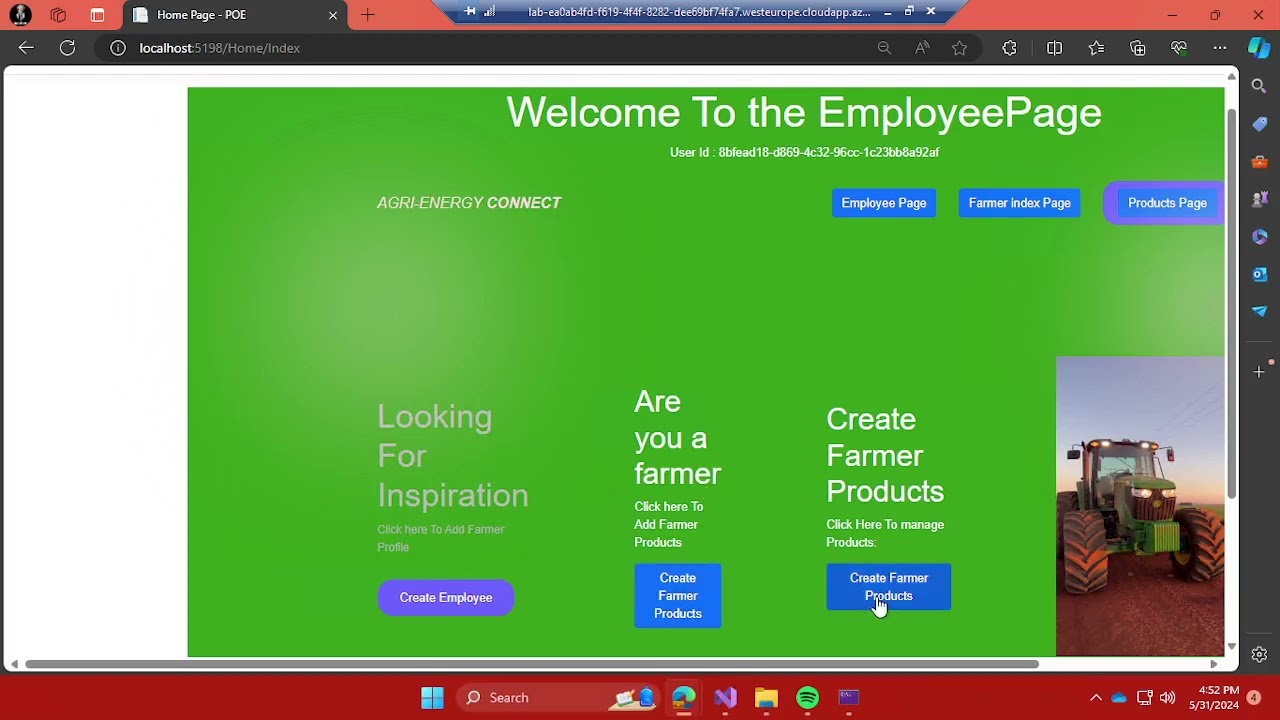 Home Page - POE
lab-ea0ab4fd-f619-4f4f-8282-dee69bf74fa7.westeurope.cloudapp.az...
localhost:5198/Home/Index
Welcome To the EmployeePage
User Id : 8bfead18-d869-4c32-96cc-1c23bb8a92af
AGRI-ENERGY CONNECT
Employee Page
Farmer index Page
Products Page
Looking
For
Inspiration
Click here To Add Farmer
Profile
Create Employee
Are
you a
farmer
Click here To
Add Farmer
Products
Create
Farmer
Products
Create
Farmer
Products
Click Here To manage
Products:
Create Farmer
Products
Search
4:52 PM
5/31/2024
4